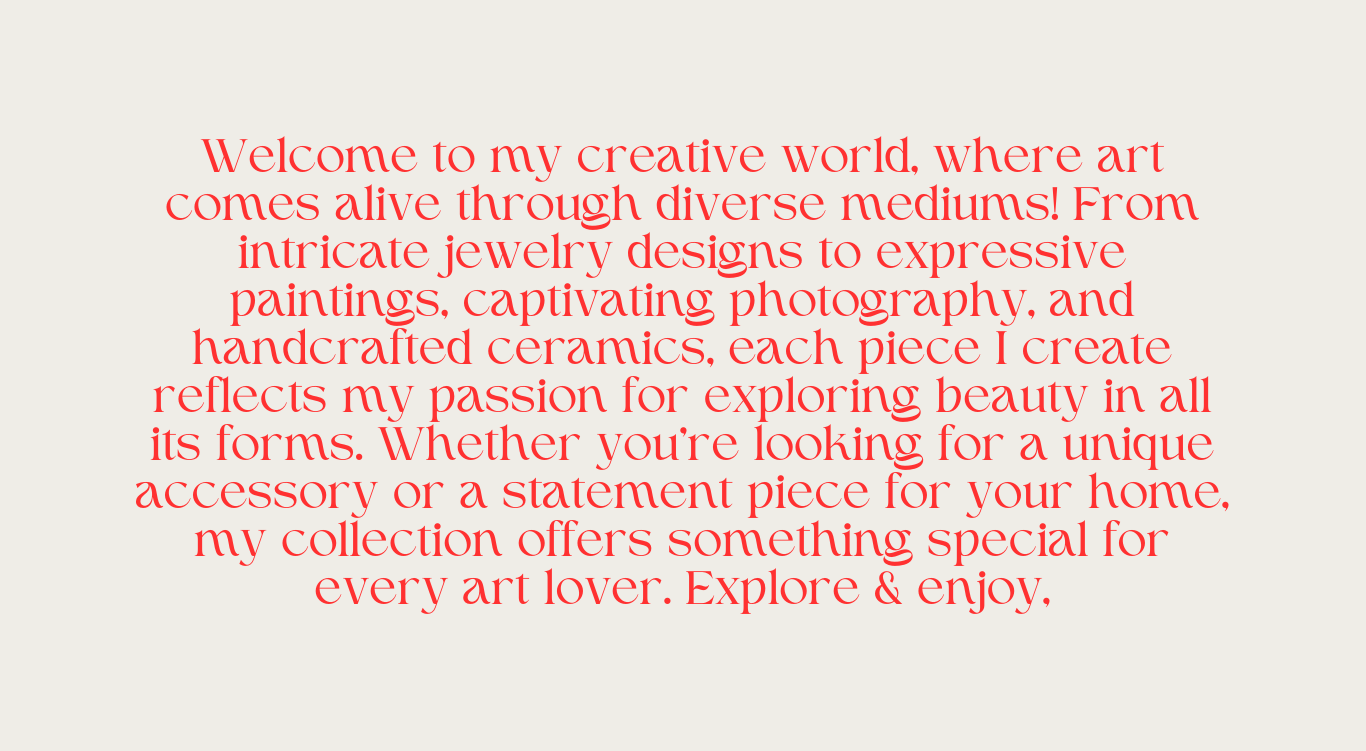 Welcome to my creative world, where art
comes alive through diverse mediums! From
intricate jewelry designs to expressive
paintings, captivating photography, and
handcrafted ceramics, each piece I create
reflects my passion for exploring beauty in all
its forms. Whether you're looking for a unique
accessory or a statement piece for your home,
my collection offers something special for
every art lover. Explore & enjoy,